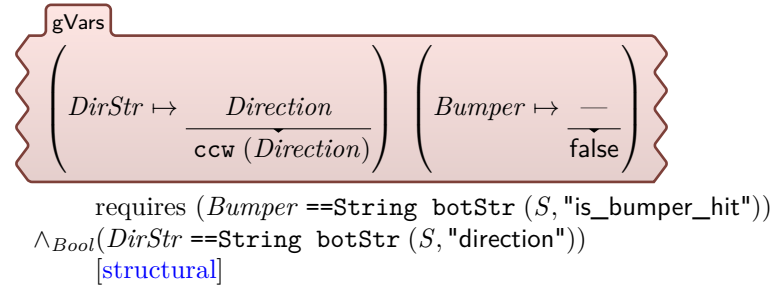 gVars
DirStr ↦ Direction Bumper ↦ —
ccw (Direction) false
requires (Bumper ==String botStr (S, "is_bumper_hit"))
∧Bool(DirStr ==String botStr (S, "direction"))
[structural]